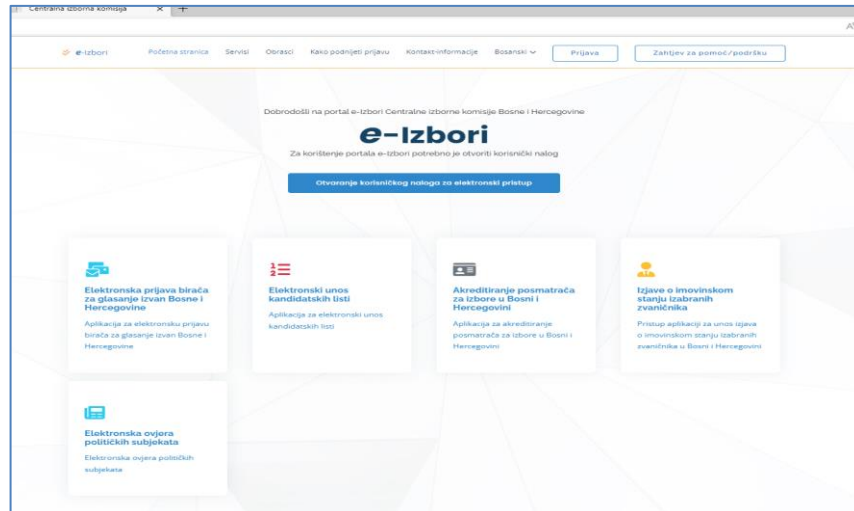 Centralna izborna komisija
e-Izbori Početna stranica Servisi Obrasci Kako podnijeti prijavu Kontakt-informacije Bosanski Prijava Zahtjev za pomoć/podršku
Dobrodošli na portal e-Izbori Centralne izborne komisije Bosne i Hercegovine
e-Izbori
Za korištenje portala e-Izbori potrebno je otvoriti korisnički nalog
Otvaranje korisničkog naloga za elektronski pristup
Elektronska prijava birača
za glasanje izvan Bosne i
Hercegovine
Aplikacija za elektronsku prijavu
birača za glasanje izvan Bosne i
Hercegovine
Elektronski unos
kandidatskih listi
Aplikacija za elektronski unos
kandidatskih listi
Akreditiranje posmatrača
za izbore u Bosni i
Hercegovini
Aplikacija za akreditoranje
posmatrača za izbore u Bosni i
Hercegovini
Izjave o imovinskom
stanju izabranih
zvaničnika
Pristup aplikaciji za unos izjava
o imovinskom stanju izabranih
zvaničnika u Bosni i Hercegovini
Elektronska ovjera
političkih subjekata
Elektronska ovjera političkih
subjekata